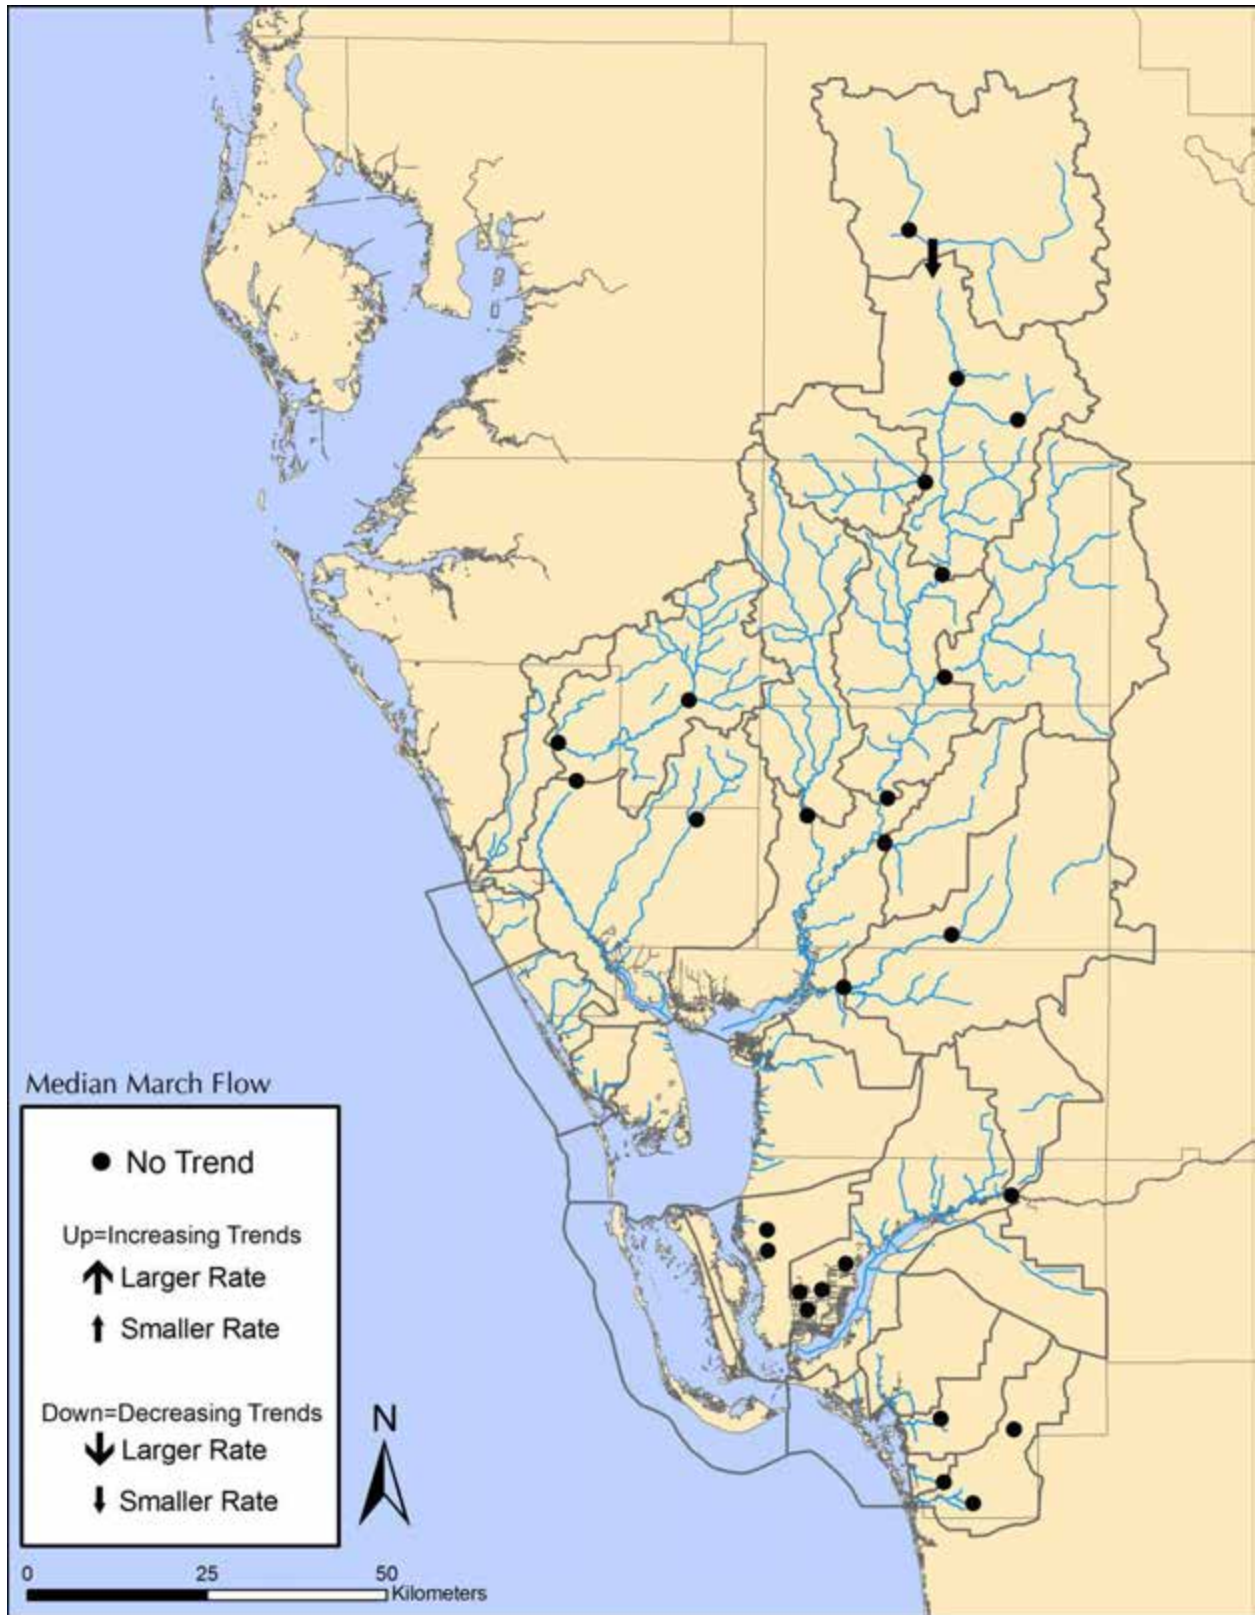 Median March Flow
No Trend
Up=Increasing Trends
Larger Rate
Smaller Rate
Down=Decreasing Trends
Larger Rate
Smaller Rate
N
0 25 50
Kilometers